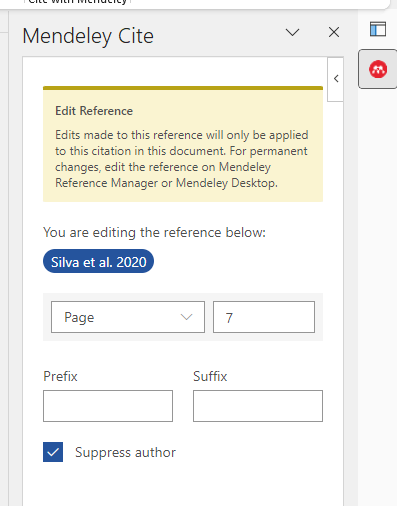 Cite with Mendeley
Mendeley Cite
Edit Reference
Edits made to this reference will only be applied
to this citation in this document. For permanent
changes, edit the reference on Mendeley
Reference Manager or Mendeley Desktop.
You are editing the reference below:
Silva et al. 2020
Page 7
Prefix Suffix
Suppress author